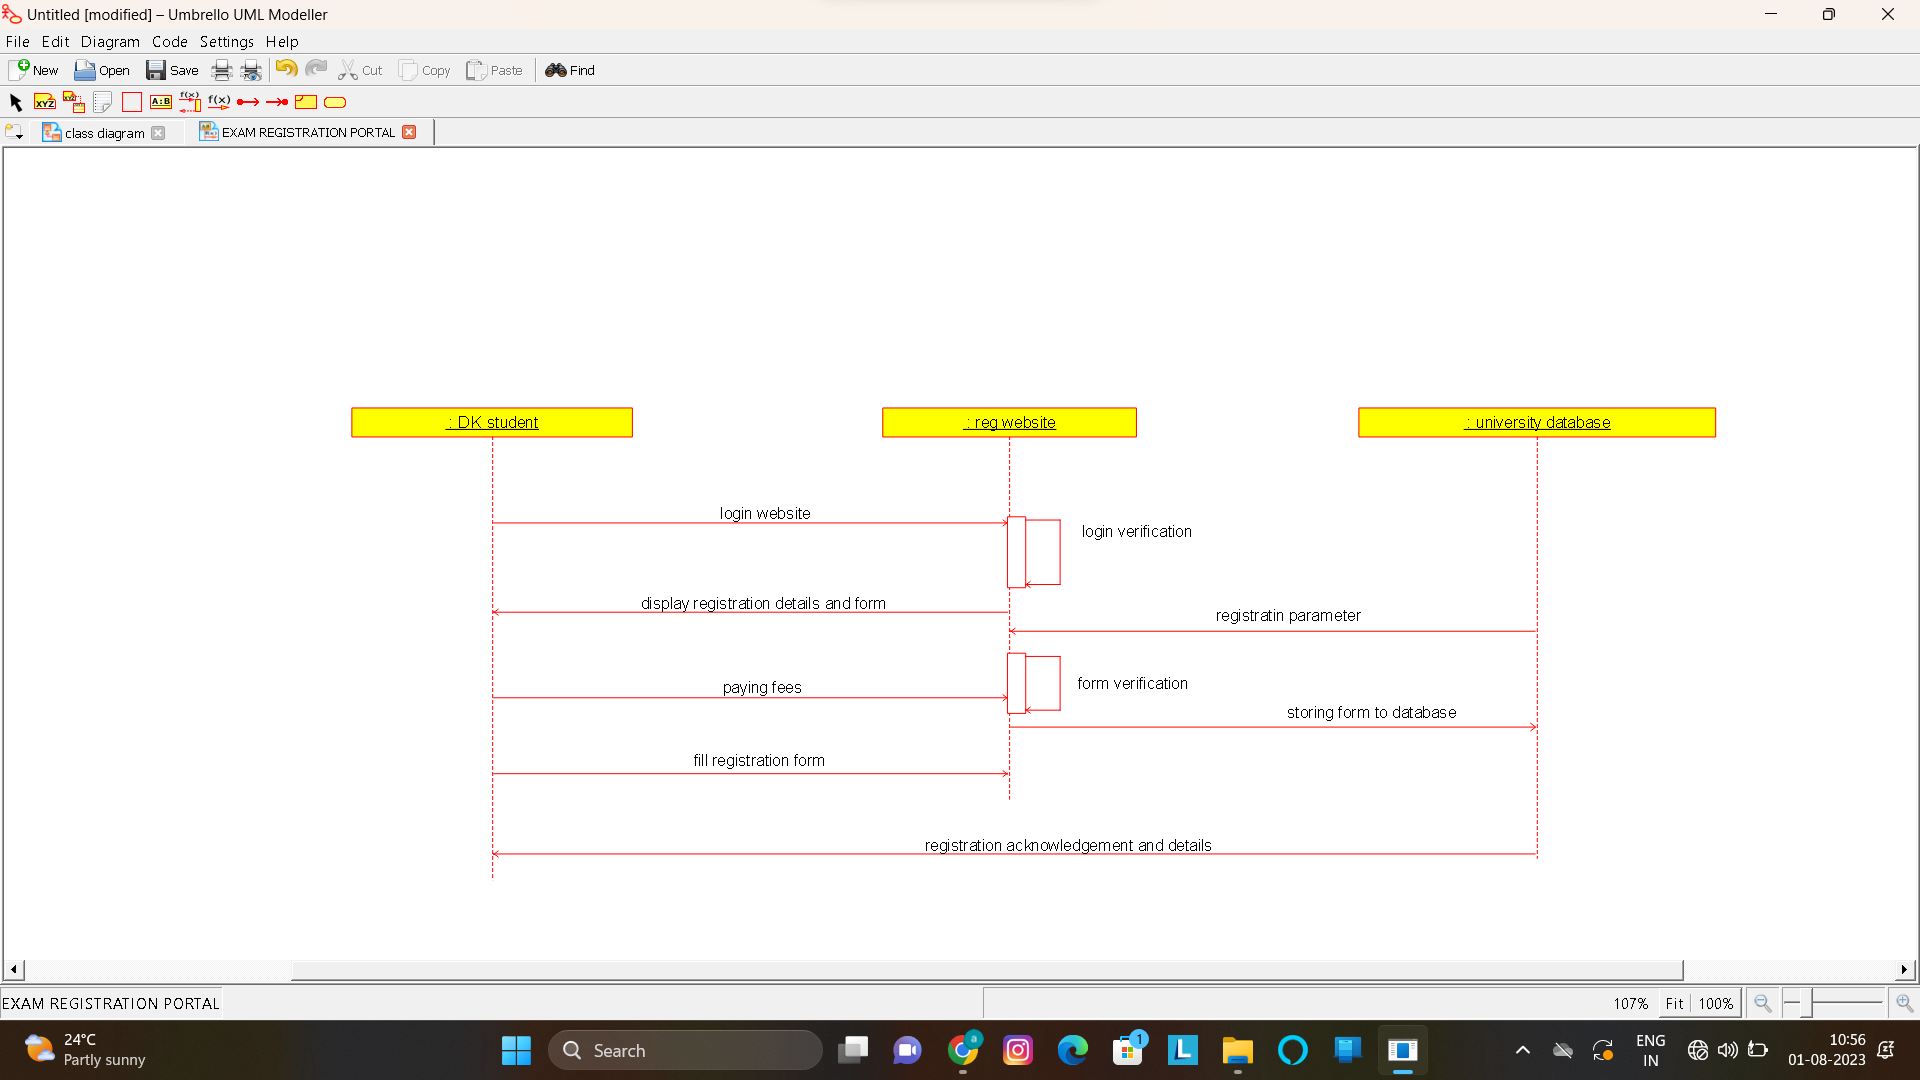 Untitled [modified] – Umbrello UML Modeller
File Edit Diagram Code Settings Help
New Open Save Cut Copy Paste Find
XYZ XYZ A:B f(x) f(x)
class diagram EXAM REGISTRATION PORTAL
: DK student : reg website : university database
login website
login verification
display registration details and form
registratin parameter
paying fees
form verification
storing form to database
fill registration form
registration acknowledgement and details
EXAM REGISTRATION PORTAL 107% Fit 100%
24°C
Partly sunny
Search
a
1
L
ENG
IN
10:56
01-08-2023